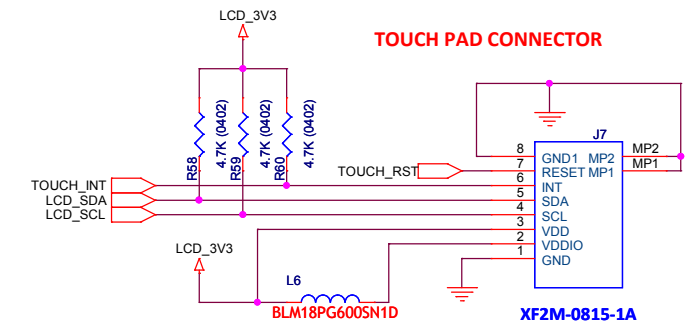 LCD_3V3
TOUCH PAD CONNECTOR
R58
4.7K (0402)
R59
4.7K (0402)
R60
4.7K (0402)
J7
8
GND1
MP2
MP2
TOUCH_RST
7
RESET
MP1
MP1
TOUCH_INT
6
INT
LCD_SDA
5
SDA
LCD_SCL
4
SCL
3
VDD
2
VDDIO
1
GND
LCD_3V3
L6
BLM18PG600SN1D
XF2M-0815-1A